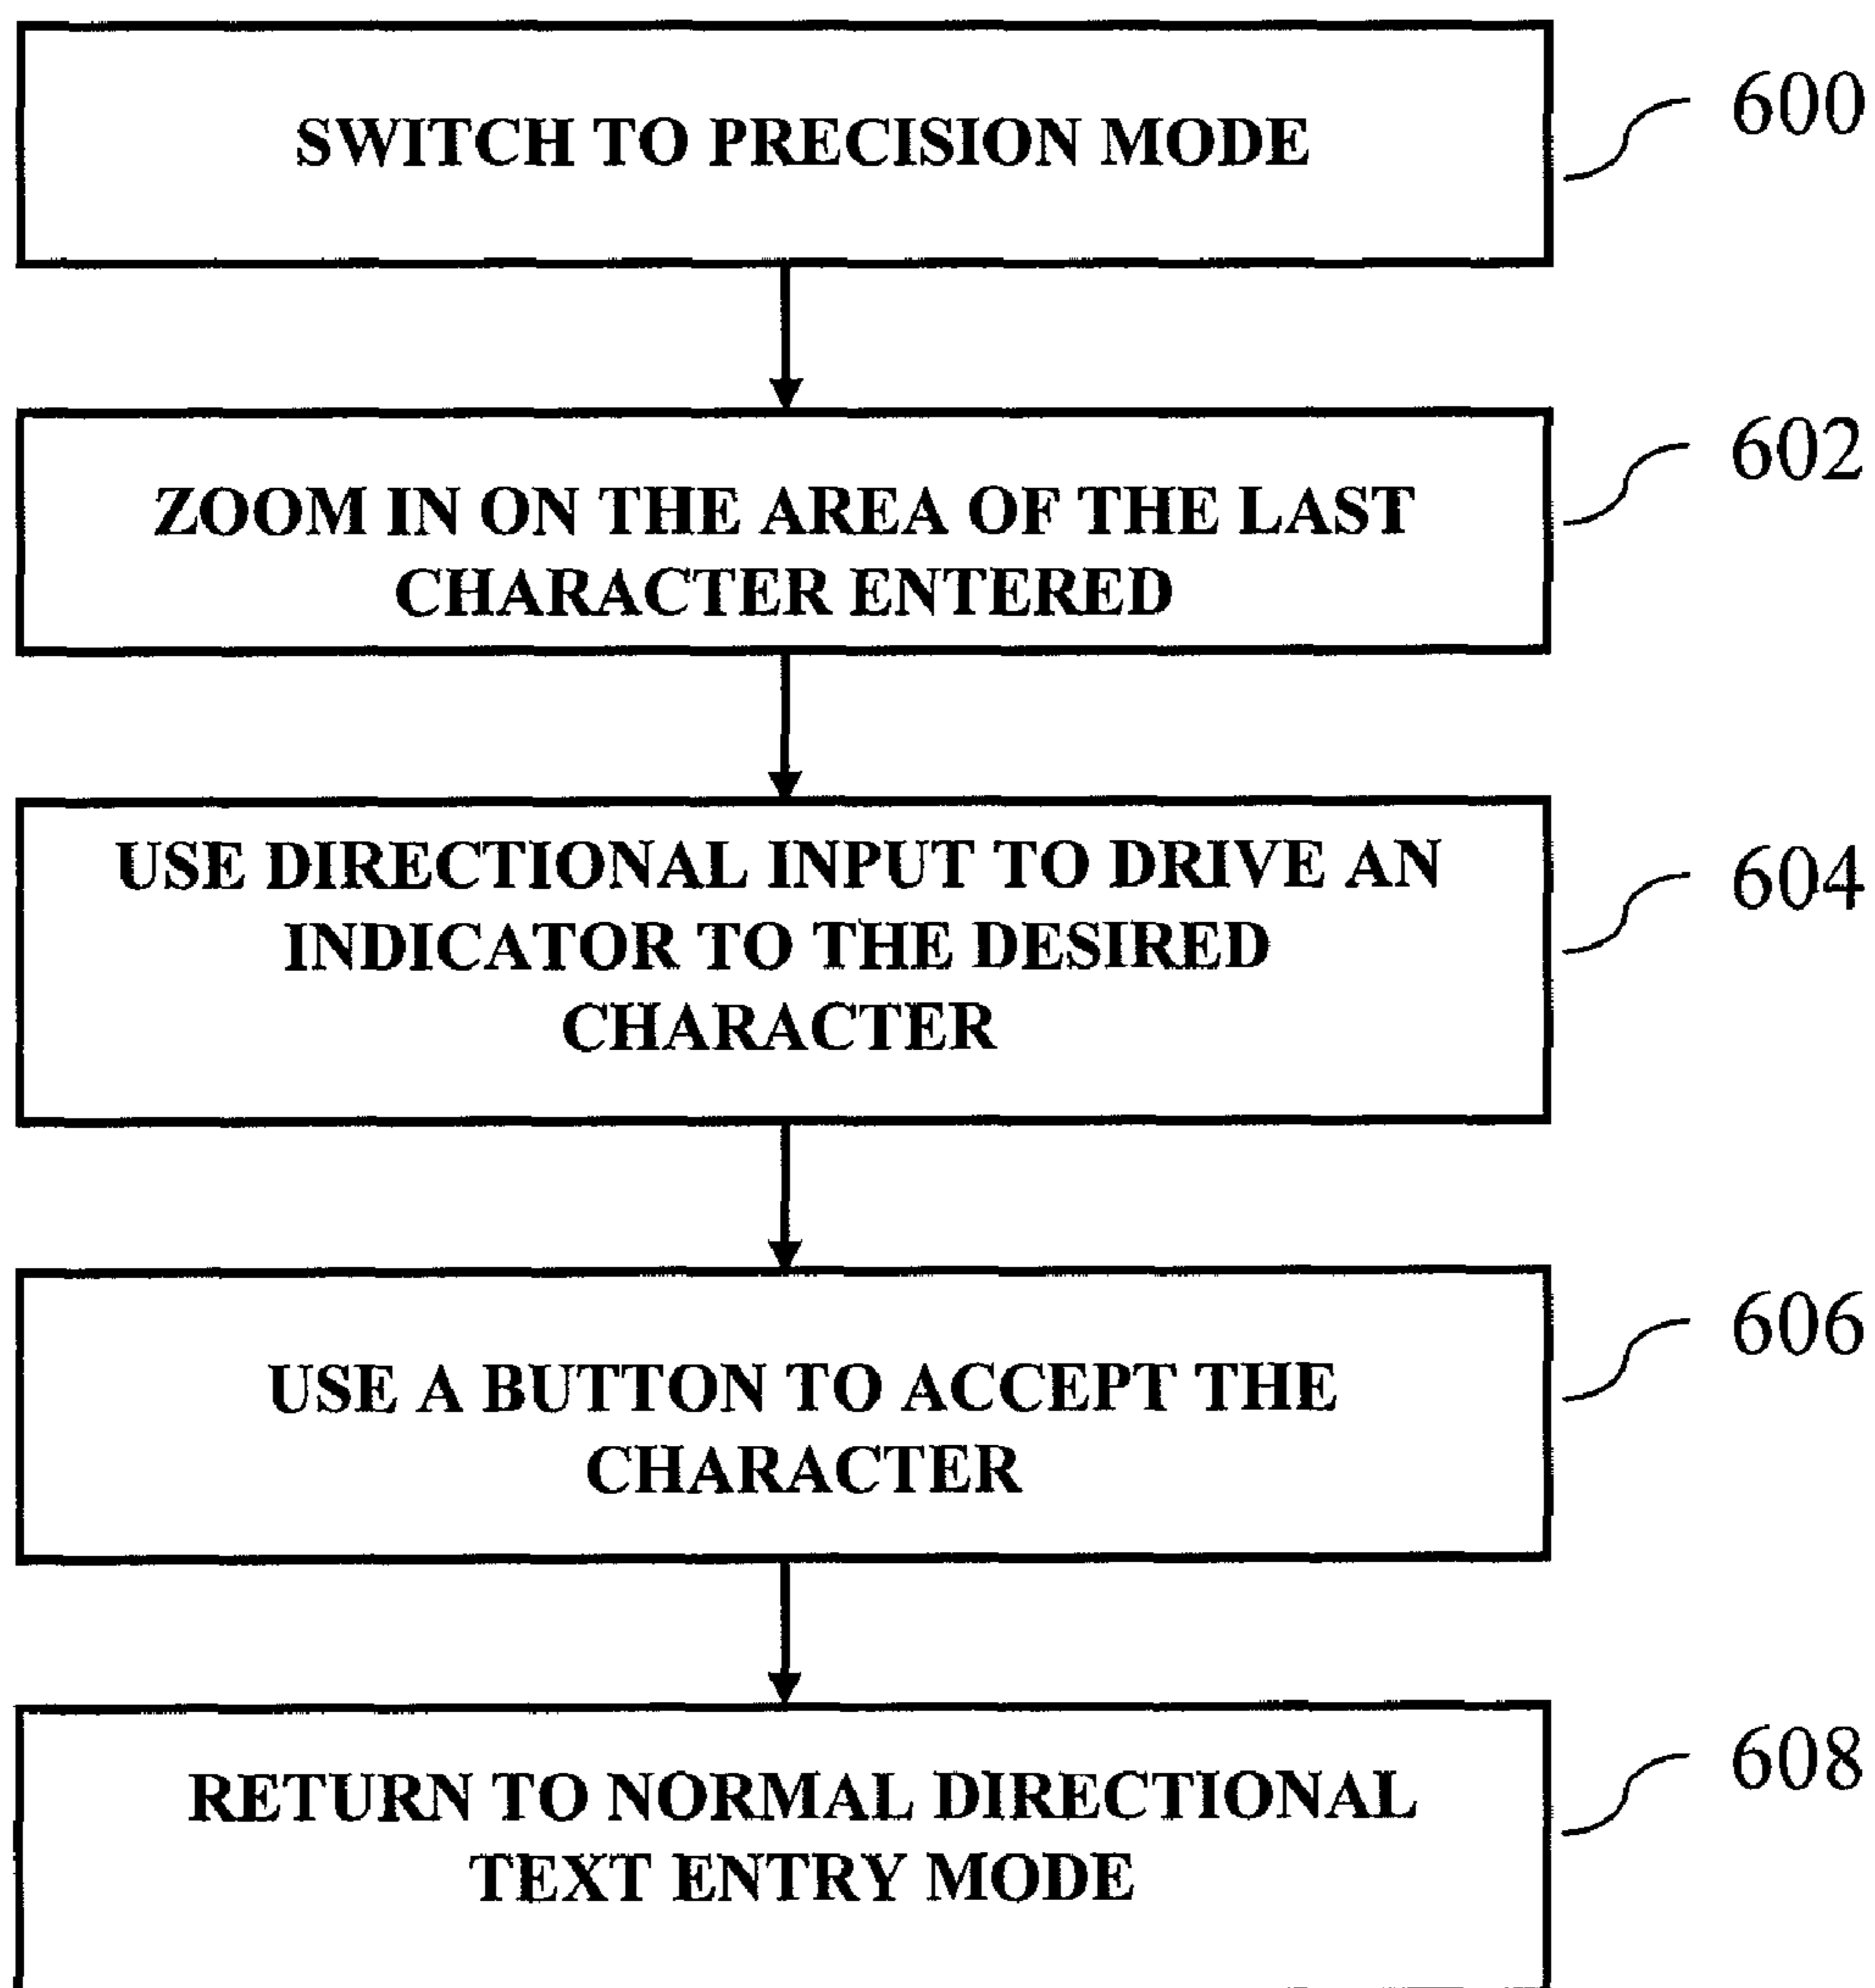 SWITCH TO PRECISION MODE
600
ZOOM IN ON THE AREA OF THE LAST
CHARACTER ENTERED
602
USE DIRECTIONAL INPUT TO DRIVE AN
INDICATOR TO THE DESIRED
CHARACTER
604
USE A BUTTON TO ACCEPT THE
CHARACTER
606
RETURN TO NORMAL DIRECTIONAL
TEXT ENTRY MODE
608